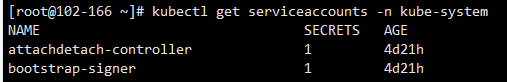 [root@102-166 ~]# kubectl get serviceaccounts -n kube-system
NAME SECRETS AGE
attachdetach-controller 1 4d21h
bootstrap-signer 1 4d21h